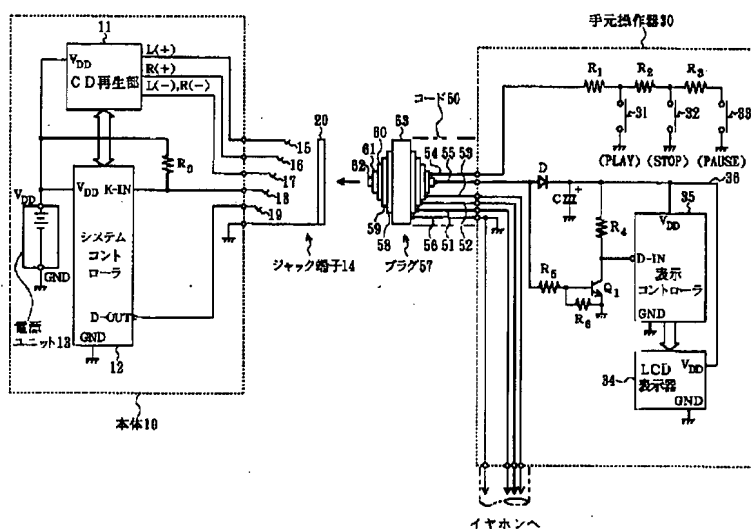 手元操作器30
11
VDD
CD再生部
L(+)
R(+)
L(-),R(-)
R0
VDD K-IN
システム
コント
ローラ
D-OUT
GND
12
VDD
GND
電源
ユニット13
本体10
15
16
17
18
19
20
ジャック端子14
コード50
53
60
61
62
59
58
54
55
53
52
51
56
プラグ57
R1
R2
R3
31
32
33
(PLAY)
(STOP)
(PAUSE)
D
C
+
R4
R5
R6
Q1
36
35
VDD
D-IN
表示
コントローラ
GND
34
LCD
表示器
VDD
GND
イヤホンへ